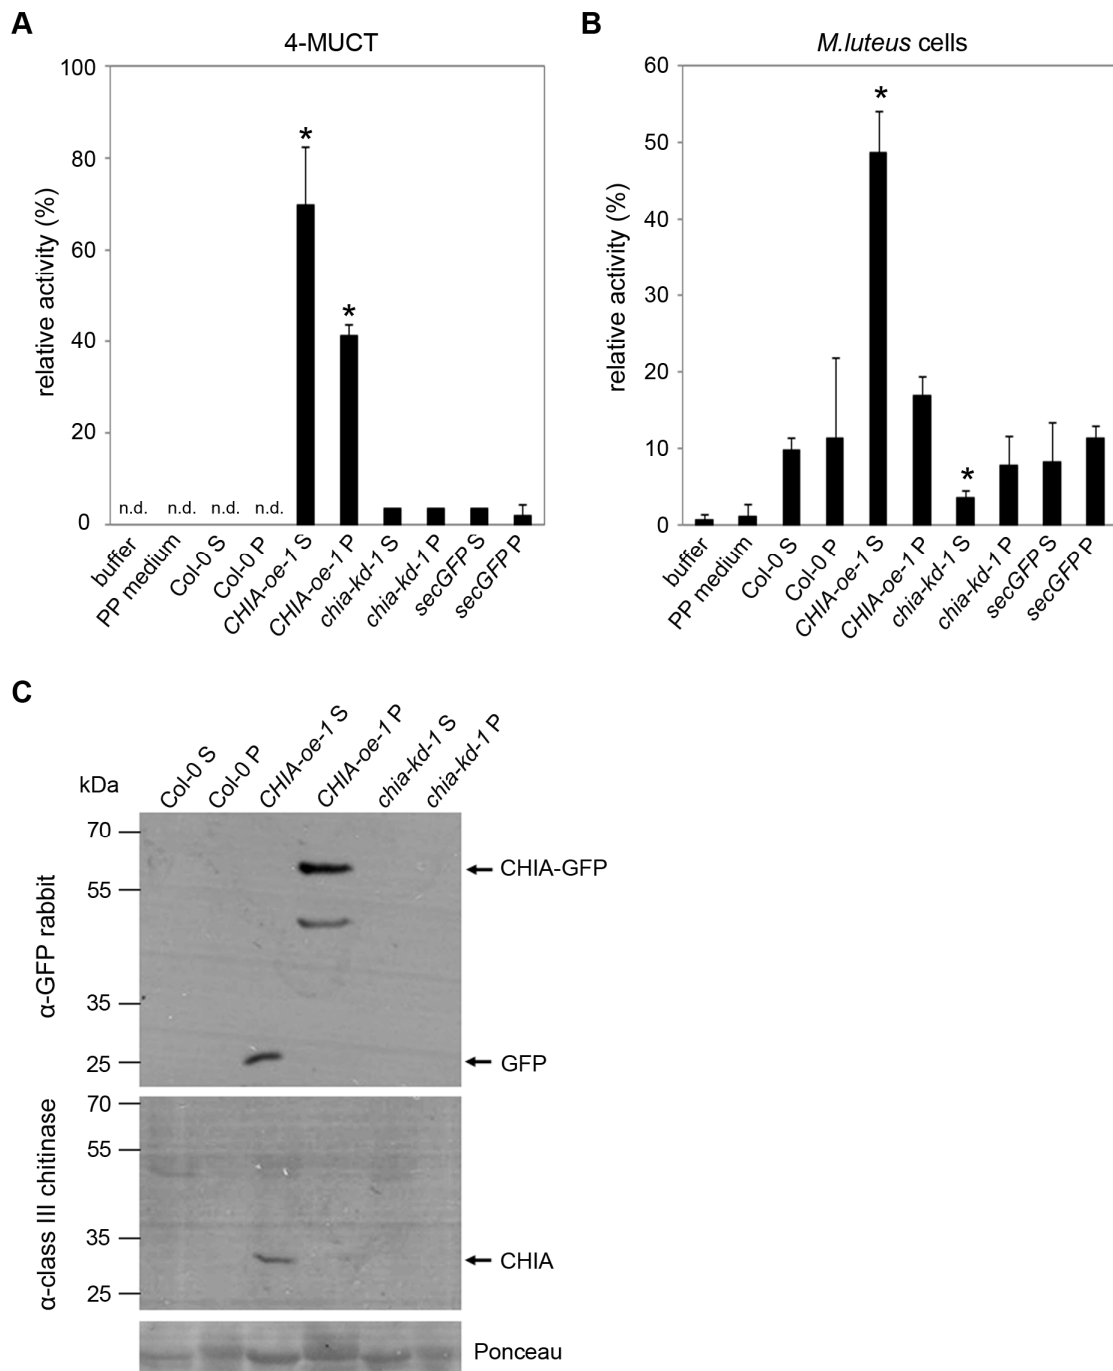 A
4-MUCT
relative activity (%)
100
80
60
40
20
0
*
*
n.d.
n.d.
n.d.
n.d.
buffer
PP medium
Col-0 S
Col-0 P
CHIA-oe-1 S
CHIA-oe-1 P
chia-kd-1 S
chia-kd-1 P
secGFP S
secGFP P
B
M.luteus cells
relative activity (%)
60
50
40
30
20
10
0
*
*
buffer
PP medium
Col-0 S
Col-0 P
CHIA-oe-1 S
CHIA-oe-1 P
chia-kd-1 S
chia-kd-1 P
secGFP S
secGFP P
C
kDa
Col-0 S
Col-0 P
CHIA-oe-1 S
CHIA-oe-1 P
chia-kd-1 S
chia-kd-1 P
α-GFP rabbit
70
55
35
25
CHIA-GFP
GFP
α-class III chitinase
70
55
35
25
CHIA
Ponceau